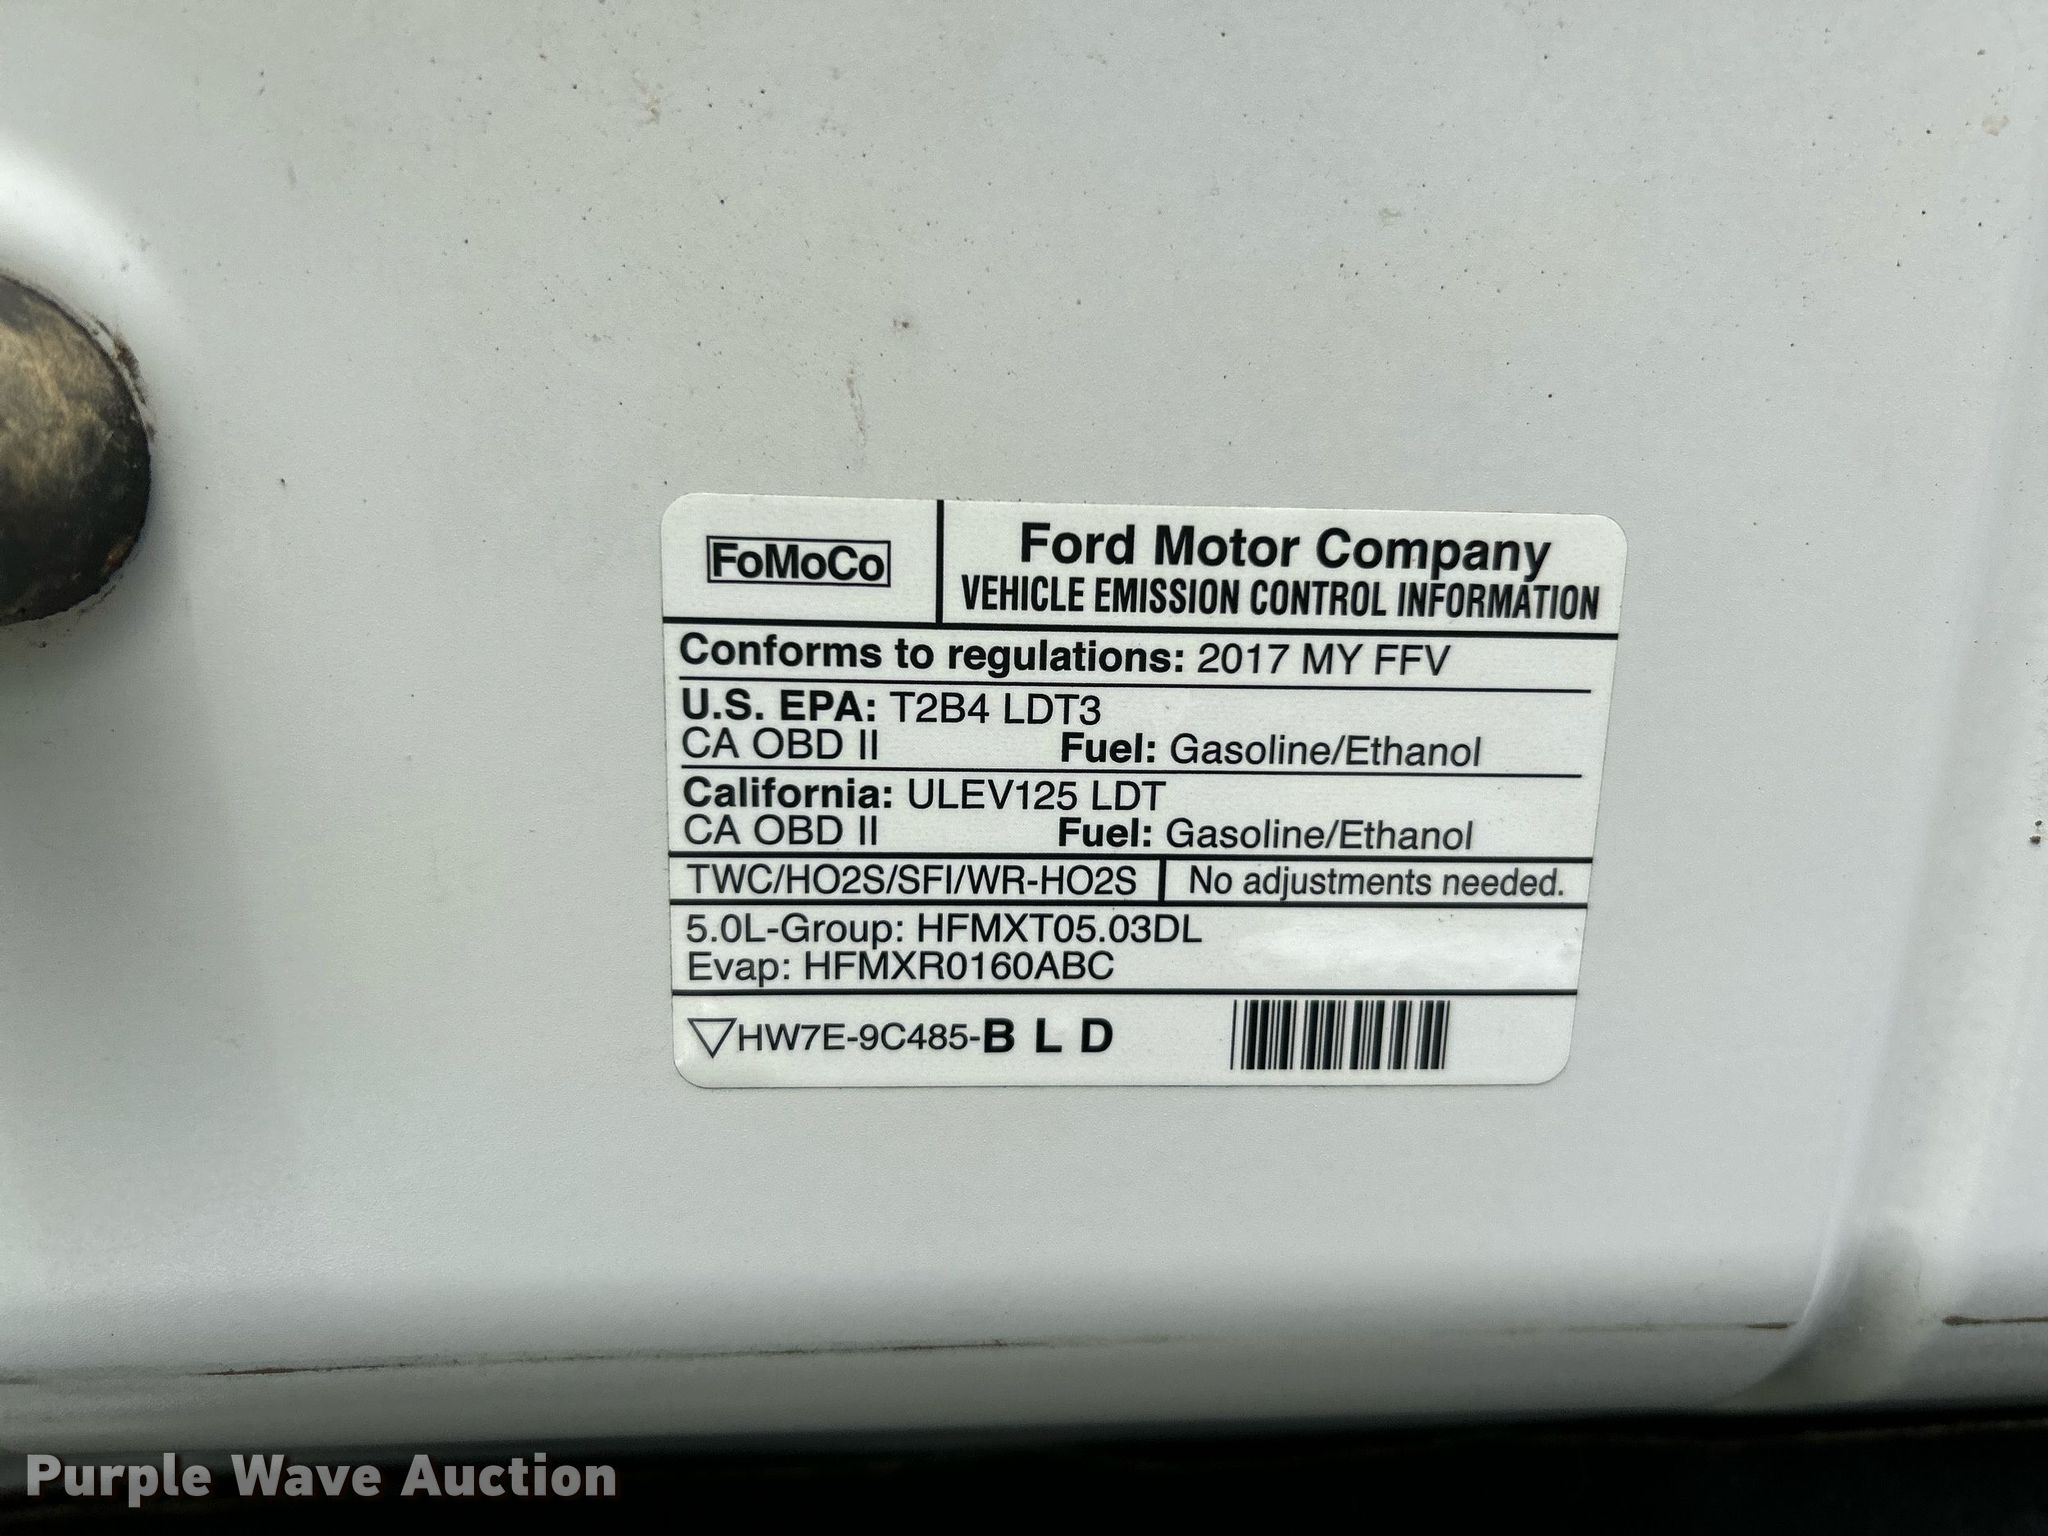 FoMoCo
Ford Motor Company
VEHICLE EMISSION CONTROL INFORMATION
Conforms to regulations: 2017 MY FFV
U.S. EPA: T2B4 LDT3
CA OBD II Fuel: Gasoline/Ethanol
California: ULEV125 LDT
CA OBD II Fuel: Gasoline/Ethanol
TWC/HO2S/SFI/WR-HO2S No adjustments needed.
5.0L-Group: HFMXT05.03DL
Evap: HFMXR0160ABC
▽HW7E-9C485-B L D
Purple Wave Auction